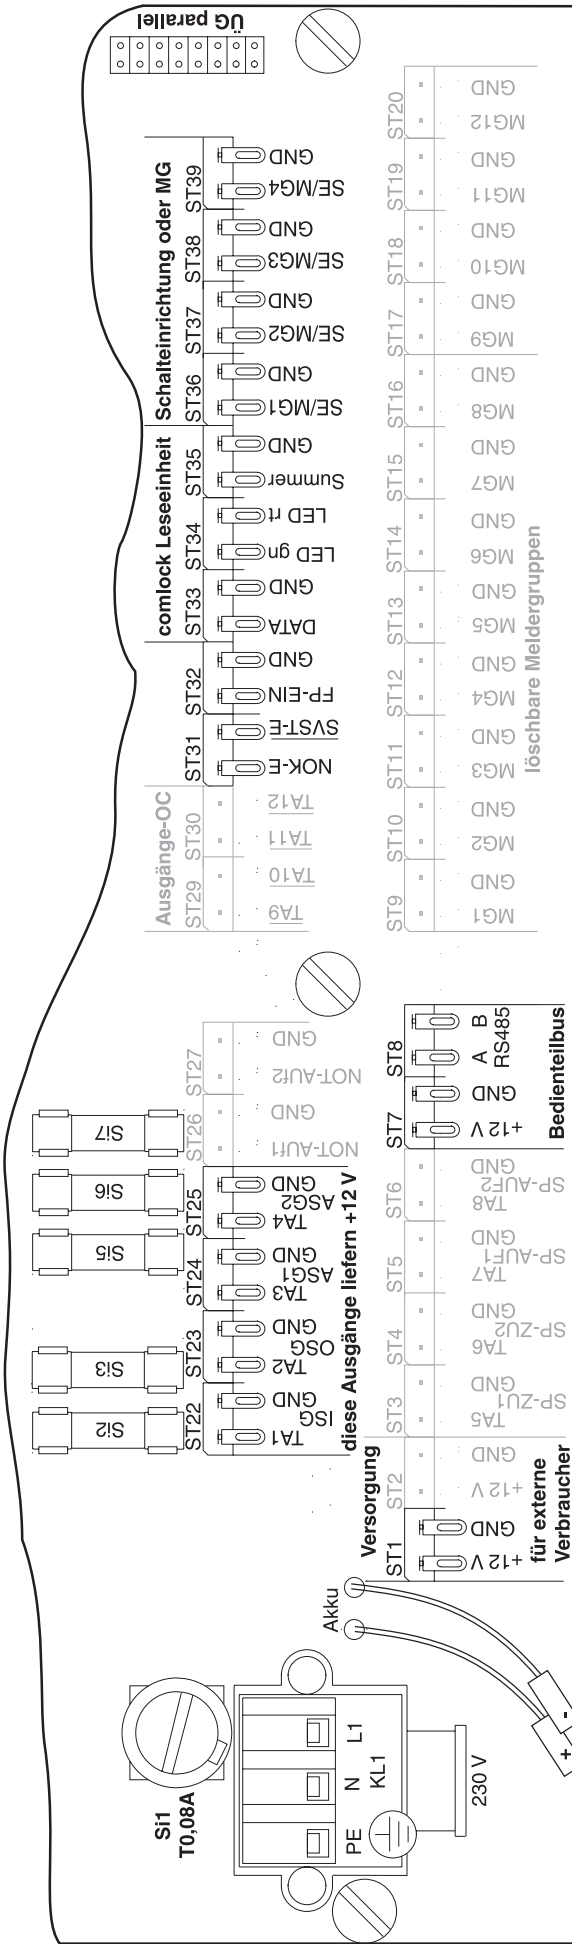 ÜG parallel
Schalteinrichtung oder MG
ST39
GND
SE/MG4
ST38
GND
SE/MG3
ST37
GND
SE/MG2
ST36
GND
SE/MG1
comlock Leseeinheit
ST35
GND
Summer
ST34
LED rt
LED gn
ST33
GND
DATA
ST32
GND
FP-EIN
ST31
SVST-E
NOK-E
Ausgänge-OC
ST30
TA12
TA11
ST29
TA10
TA9
ST20
GND
MG12
ST19
GND
MG11
ST18
GND
MG10
ST17
GND
MG9
ST16
GND
MG8
ST15
GND
MG7
ST14
GND
MG6
ST13
GND
MG5
ST12
GND
MG4
ST11
GND
MG3
ST10
GND
MG2
ST9
GND
MG1
löschbare Meldergruppen
Si7
Si6
Si5
Si3
Si2
ST27
GND
NOT-AUf2
ST26
GND
NOT-AUf1
ST25
GND
ASG2
TA4
ST24
GND
ASG1
TA3
ST23
GND
OSG
TA2
ST22
GND
ISG
TA1
diese Ausgänge liefern +12 V
ST8
B
A
RS485
ST7
GND
+12 V
Bedienteilbus
ST6
GND
SP-AUF2
TA8
ST5
GND
SP-AUF1
TA7
ST4
GND
SP-ZU2
TA6
ST3
GND
SP-ZU1
TA5
Versorgung
ST2
GND
+12 V
ST1
GND
+12 V
für externe
Verbraucher
Akku
+ -
Si1
T0,08A
PE N L1
KL1
230 V